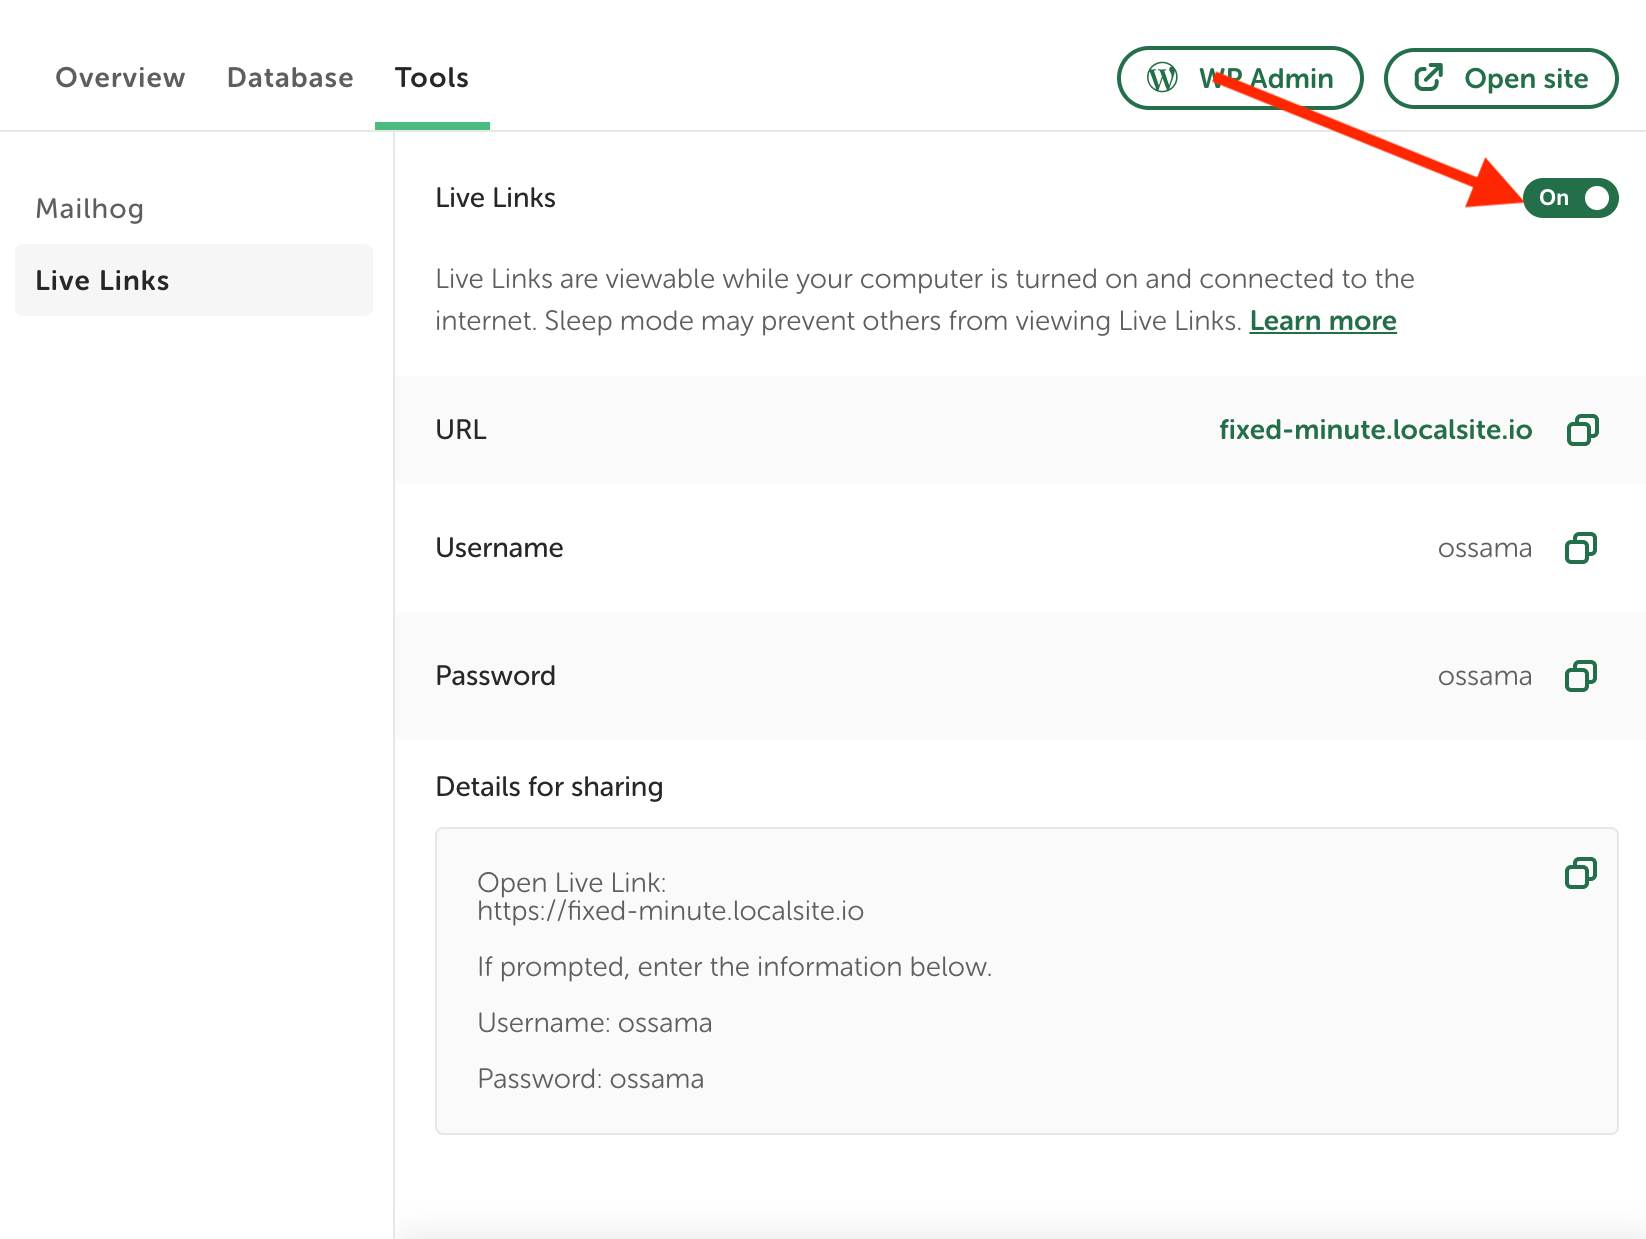 Overview Database Tools WP Admin Open site
Mailhog
Live Links
Live Links On
Live Links are viewable while your computer is turned on and connected to the
internet. Sleep mode may prevent others from viewing Live Links. Learn more
URL fixed-minute.localsite.io
Username ossama
Password ossama
Details for sharing
Open Live Link:
https://fixed-minute.localsite.io
If prompted, enter the information below.
Username: ossama
Password: ossama